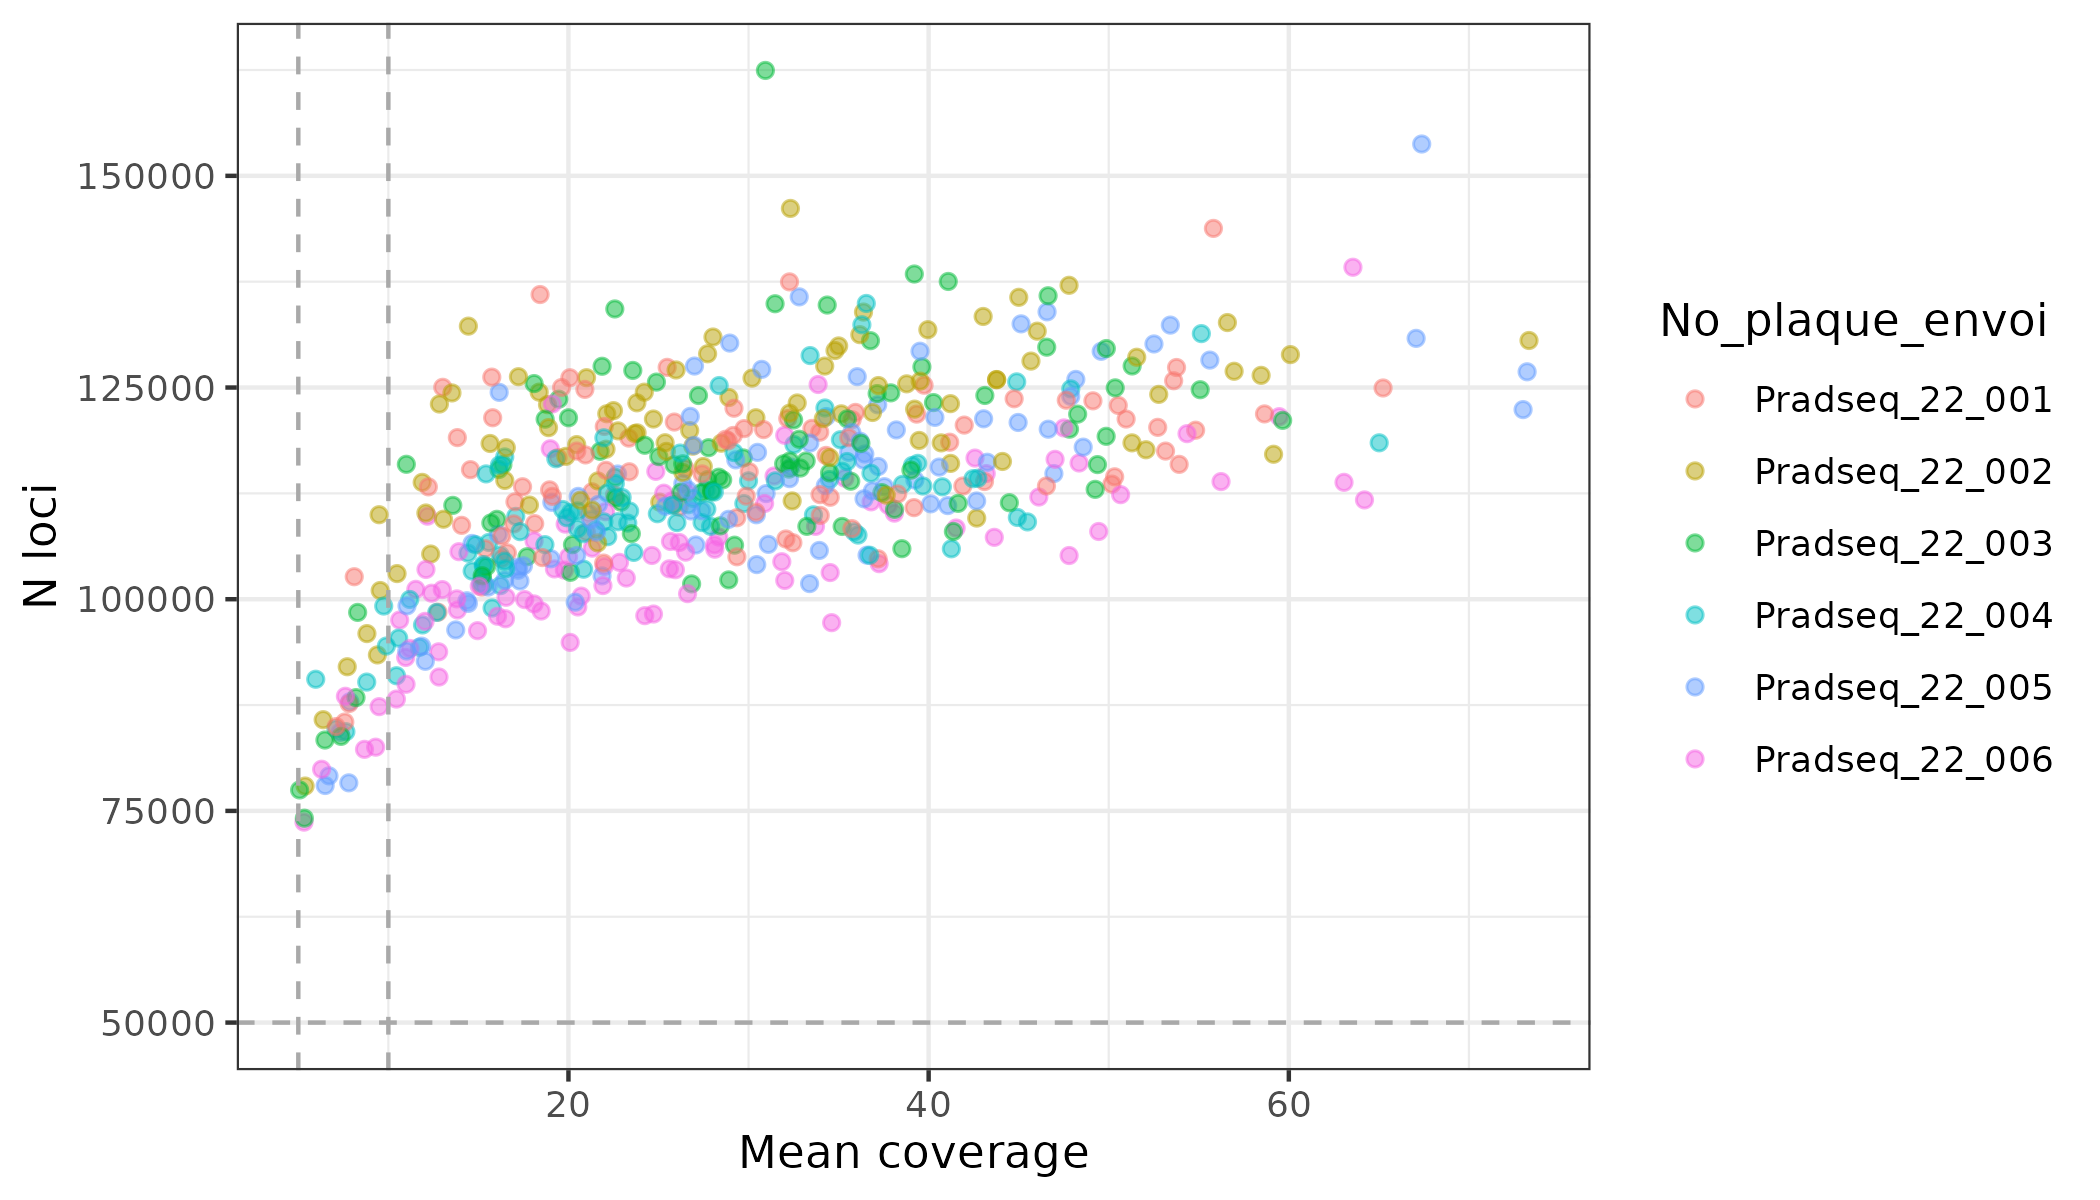 150000
125000
100000
75000
50000
N loci
20
40
60
Mean coverage
No_plaque_envoi
Pradseq_22_001
Pradseq_22_002
Pradseq_22_003
Pradseq_22_004
Pradseq_22_005
Pradseq_22_006